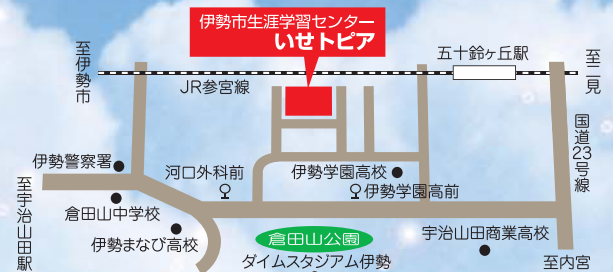 伊勢市生涯学習センター
いせトピア
至伊勢市
JR参宮線
五十鈴ヶ丘駅
至二見
国道23号線
伊勢警察署
河口外科前
伊勢学園高校
伊勢学園高前
至宇治山田駅
倉田山中学校
伊勢まなび高校
倉田山公園
ダイムスタジアム伊勢
宇治山田商業高校
至内宮